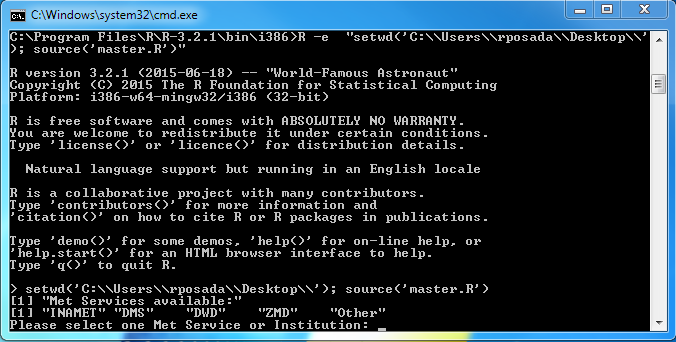 C:\Windows\system32\cmd.exe
C:\Program Files\R\R-3.2.1\bin\i386>R -e  "setwd('C:\\Users\\rposada\\Desktop\\'
); source('master.R')"
R version 3.2.1 (2015-06-18) -- "World-Famous Astronaut"
Copyright (C) 2015 The R Foundation for Statistical Computing
Platform: i386-w64-mingw32/i386 (32-bit)
R is free software and comes with ABSOLUTELY NO WARRANTY.
You are welcome to redistribute it under certain conditions.
Type 'license()' or 'licence()' for distribution details.
Natural language support but running in an English locale
R is a collaborative project with many contributors.
Type 'contributors()' for more information and
'citation()' on how to cite R or R packages in publications.
Type 'demo()' for some demos, 'help()' for on-line help, or
'help.start()' for an HTML browser interface to help.
Type 'q()' to quit R.
> setwd('C:\\Users\\rposada\\Desktop\\'); source('master.R')
[1] "Met Services available:"
[1] "INAMET" "DMS"    "DWD"    "ZMD"    "Other"
Please select one Met Service or Institution: _